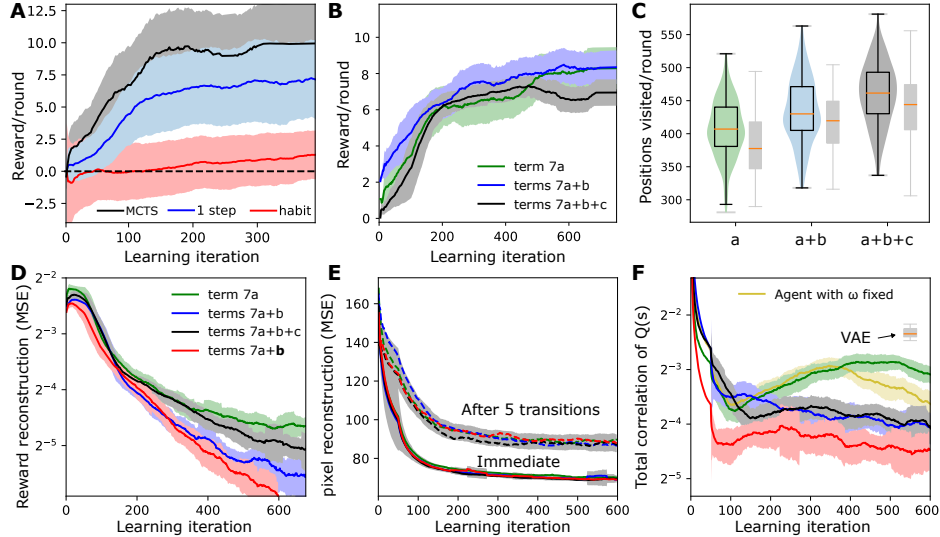 A
Reward/round
10.0
7.5
5.0
2.5
0.0
−2.5
MCTS
1 step
habit
0
100
200
300
Learning iteration
B
Reward/round
10
8
6
4
2
0
term 7a
terms 7a+b
terms 7a+b+c
0
200
400
600
Learning iteration
C
Positions visited/round
550
500
450
400
350
300
a
a+b
a+b+c
D
Reward reconstruction (MSE)
2⁻²
2⁻³
2⁻⁴
2⁻⁵
term 7a
terms 7a+b
terms 7a+b+c
terms 7a+b
0
200
400
600
Learning iteration
E
pixel reconstruction (MSE)
160
140
120
100
80
After 5 transitions
Immediate
0
100
200
300
400
500
600
Learning iteration
F
Total correlation of Q(s)
2⁻²
2⁻³
2⁻⁴
2⁻⁵
Agent with ω fixed
VAE
0
100
200
300
400
500
600
Learning iteration